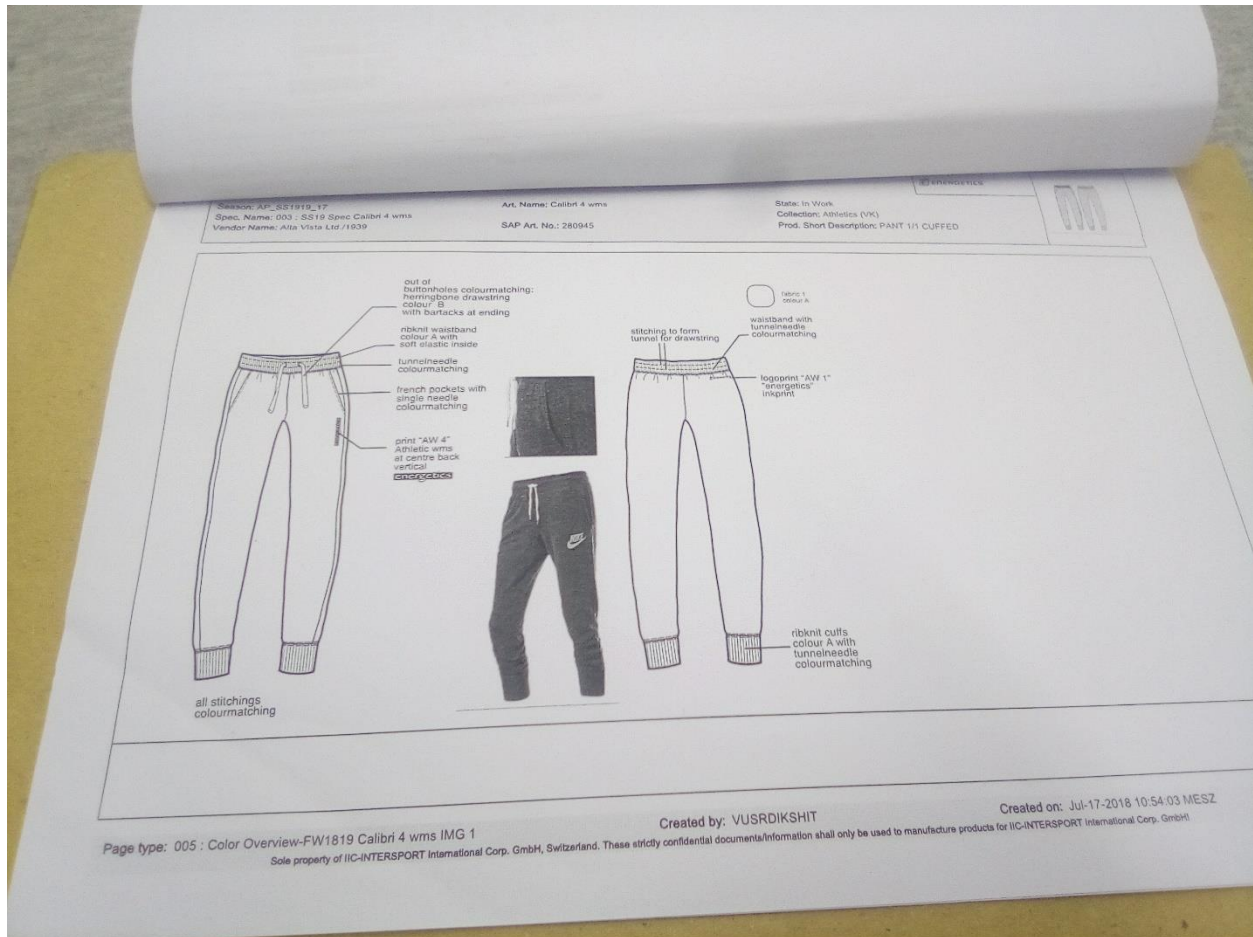 ENERGETICS
Season: AP_SS1919_17
Art. Name: Calibri 4 wms
State: In Work
Spec. Name: 003 : SS19 Spec Calibri 4 wms
Collection: Athletics (VK)
Vendor Name: Alta Vista Ltd./1939
SAP Art. No.: 280945
Prod. Short Description: PANT 1/1 CUFFED
out of
buttonholes colourmatching:
herringbone drawstring
colour B
with bartacks at ending
ribknit waistband
colour A with
soft elastic inside
tunnelneedle
colourmatching
french pockets with
single needle
colourmatching
print "AW 4"
Athletic wms
at centre back
vertical
energetics
all stitchings
colourmatching
fabric 1
colour A
stitching to form
tunnel for drawstring
waistband with
tunnelneedle
colourmatching
logoprint "AW 1"
"energetics"
inkprint
ribknit cuffs
colour A with
tunnelneedle
colourmatching
Page type: 005 : Color Overview-FW1819 Calibri 4 wms IMG 1
Created by: VUSRDIKSHIT
Created on: Jul-17-2018 10:54:03 MESZ
Sole property of IIC-INTERSPORT International Corp. GmbH, Switzerland. These strictly confidential documents/information shall only be used to manufacture products for IIC-INTERSPORT International Corp. GmbH!